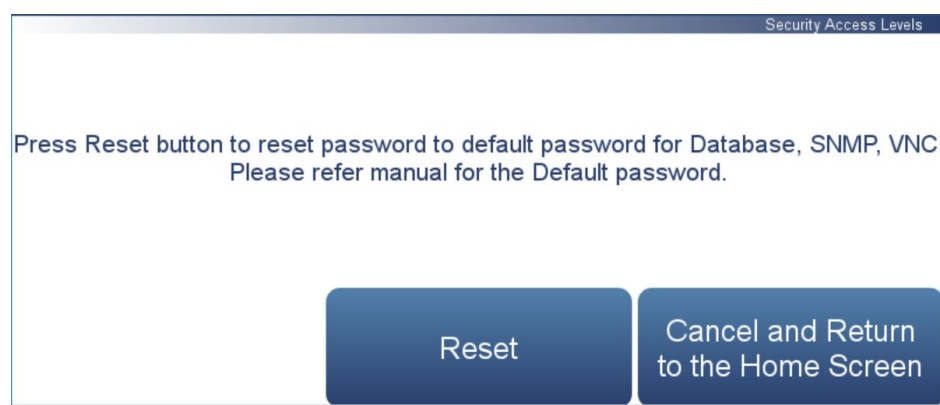 Security Access Levels
Press Reset button to reset password to default password for Database, SNMP, VNC
Please refer manual for the Default password.
Reset
Cancel and Return
to the Home Screen